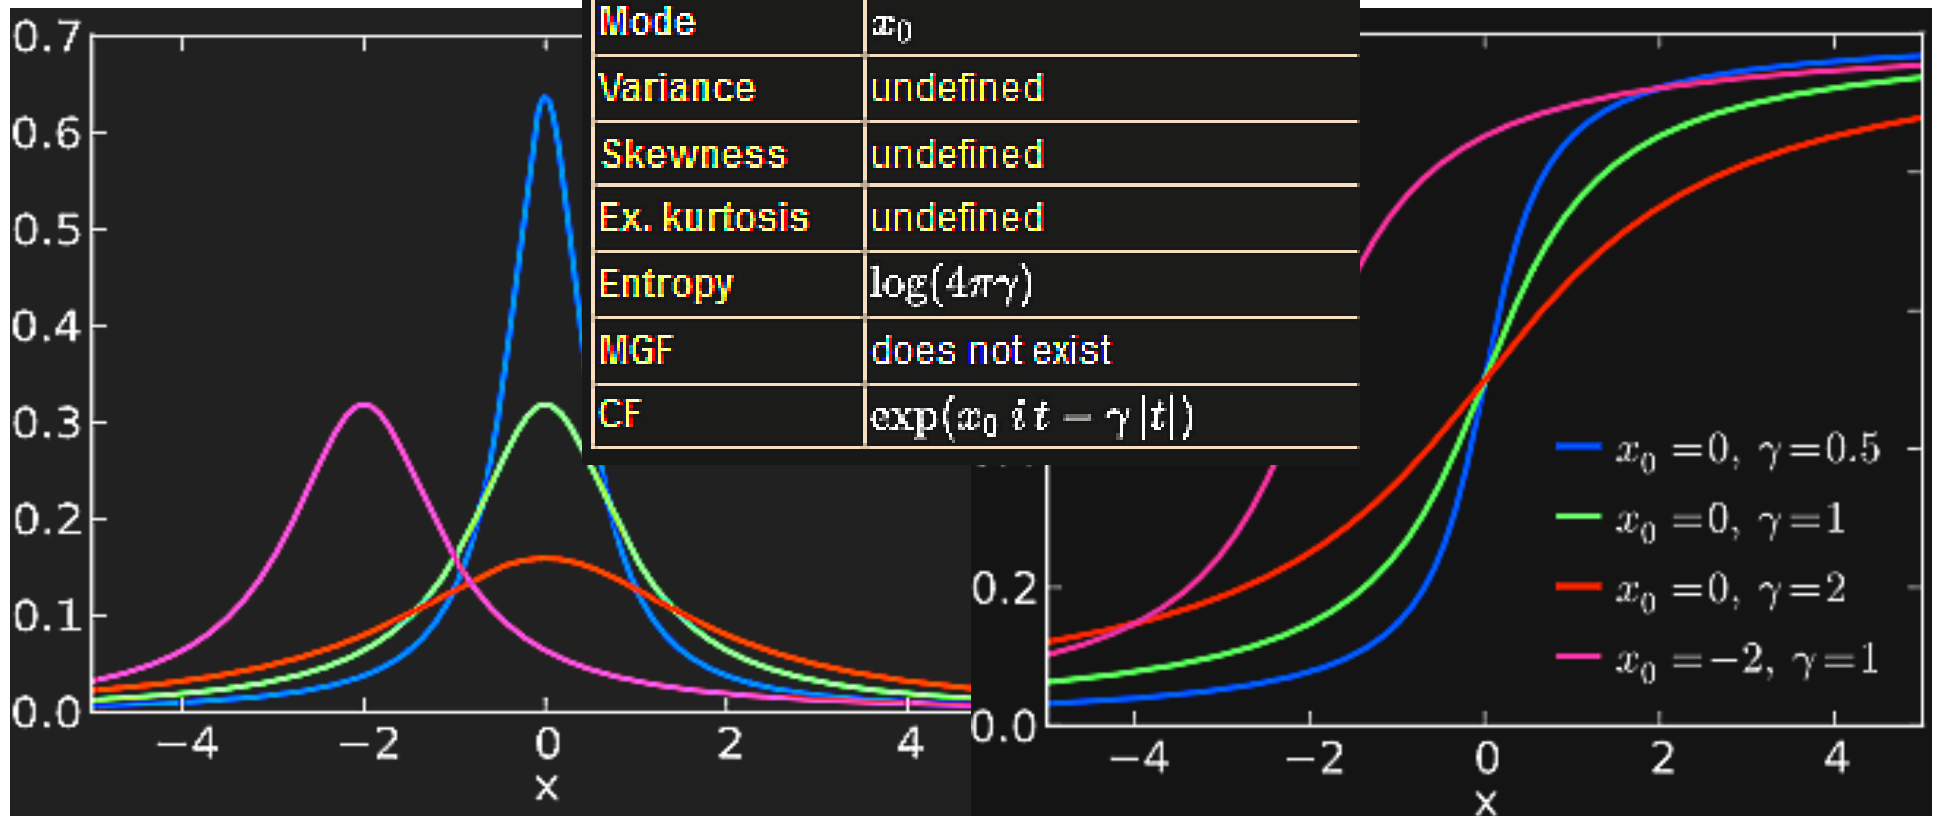 0.7
0.6
0.5
0.4
0.3
0.2
0.1
0.0
−4 −2 0 2 4
x
Mode x₀
Variance undefined
Skewness undefined
Ex. kurtosis undefined
Entropy log(4πγ)
MGF does not exist
CF exp(x₀ i t − γ |t|)
0.2
0.0
x₀ =0, γ=0.5
x₀ =0, γ=1
x₀ =0, γ=2
x₀ =−2, γ=1
−4 −2 0 2 4
x